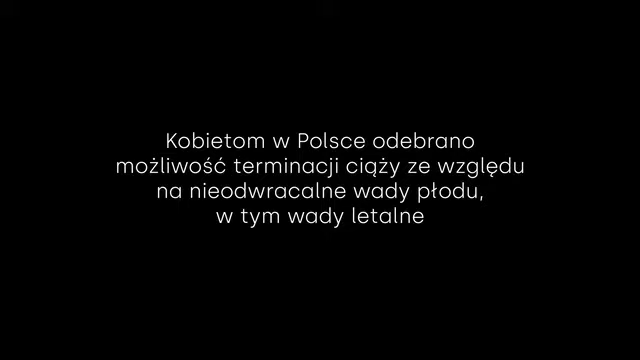 Kobietom w Polsce odebrano
możliwość terminacji ciąży ze względu
na nieodwracalne wady płodu,
w tym wady letalne